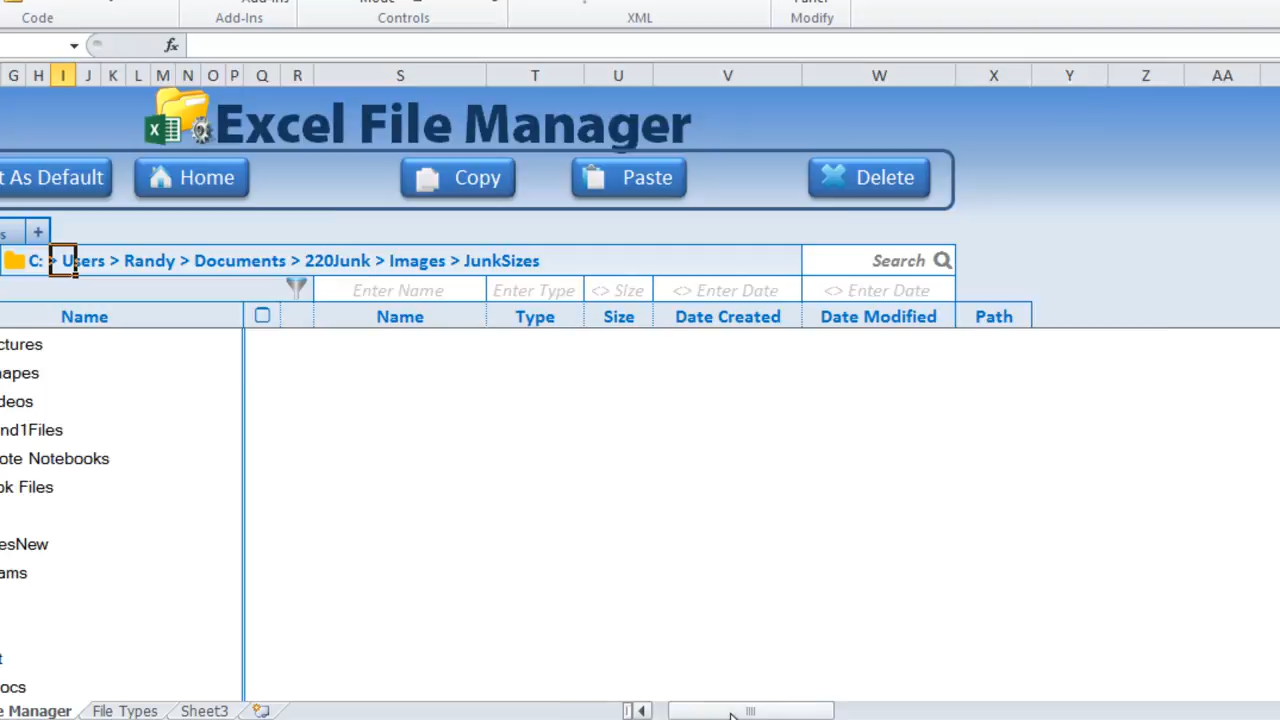 Code Add-Ins Controls XML Modify
fx
G H I J K L M N O P Q R S T U V W X Y Z AA
Excel File Manager
t As Default Home Copy Paste Delete
s +
C: > Users > Randy > Documents > 220Junk > Images > JunkSizes Search
Enter Name Enter Type <> Size <> Enter Date <> Enter Date
Name Name Type Size Date Created Date Modified Path
ctures
apes
deos
nd1Files
ote Notebooks
ok Files
esNew
ams
t
ocs
e Manager File Types Sheet3